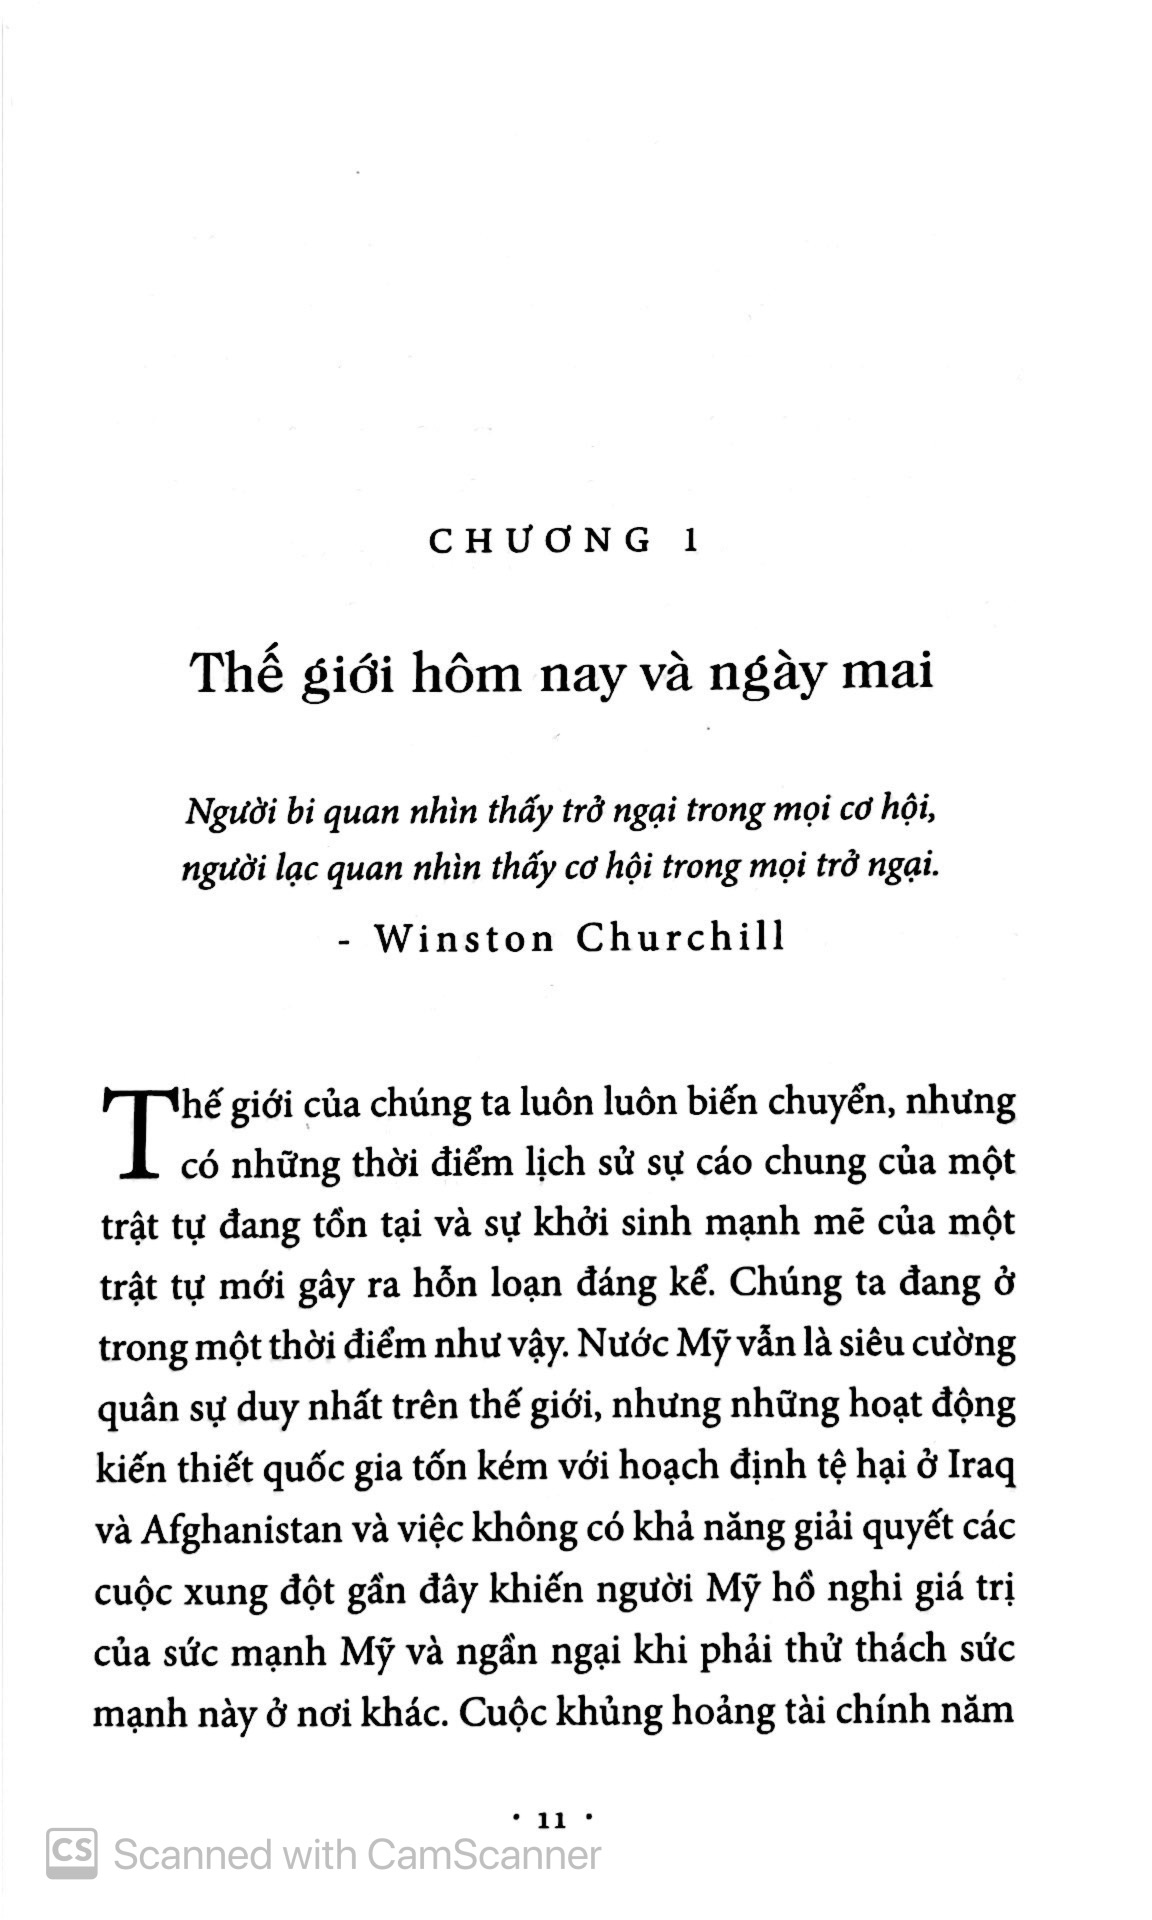 CHƯƠNG 1
Thế giới hôm nay và ngày mai
Người bi quan nhìn thấy trở ngại trong mọi cơ hội,
người lạc quan nhìn thấy cơ hội trong mọi trở ngại.
- Winston Churchill
Thế giới của chúng ta luôn luôn biến chuyển, nhưng
có những thời điểm lịch sử sự cáo chung của một
trật tự đang tồn tại và sự khởi sinh mạnh mẽ của một
trật tự mới gây ra hỗn loạn đáng kể. Chúng ta đang ở
trong một thời điểm như vậy. Nước Mỹ vẫn là siêu cường
quân sự duy nhất trên thế giới, nhưng những hoạt động
kiến thiết quốc gia tốn kém với hoạch định tệ hại ở Iraq
và Afghanistan và việc không có khả năng giải quyết các
cuộc xung đột gần đây khiến người Mỹ hồ nghi giá trị
của sức mạnh Mỹ và ngần ngại khi phải thử thách sức
mạnh này ở nơi khác. Cuộc khủng hoảng tài chính năm
· 11 ·
CS Scanned with CamScanner